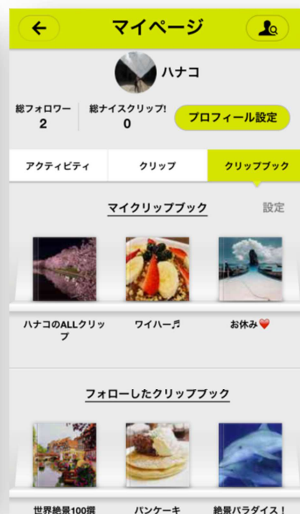 マイページ
ハナコ
総フォロワー
2
総ナイスクリップ!
0
プロフィール設定
アクティビティ
クリップ
クリップブック
マイクリップブック
設定
ハナコのALLクリッ
プ
ワイハー♬
お休み❤️
フォローしたクリップブック
世界絶景100撰
パンケーキ
絶景パラダイス!